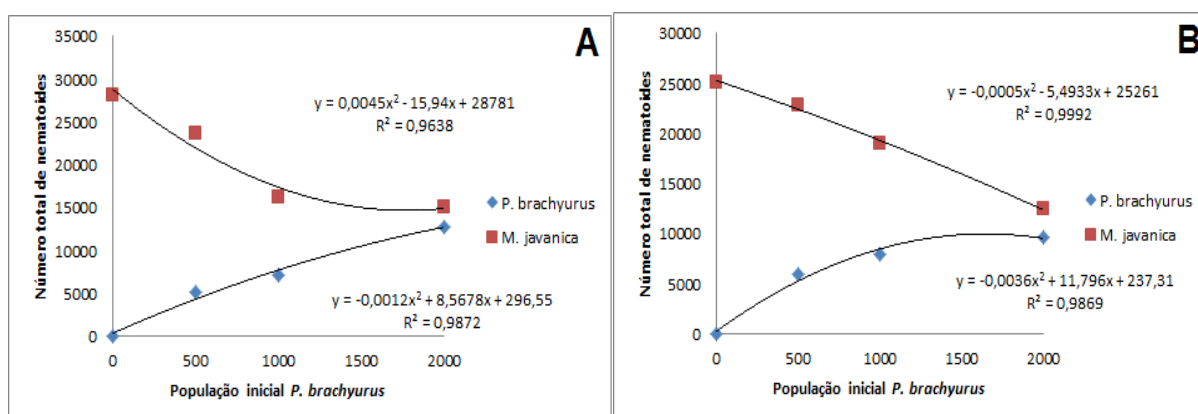 A
Número total de nematoides
35000
30000
25000
20000
15000
10000
5000
0
y = 0,0045x² - 15,94x + 28781
R² = 0,9638
P. brachyurus
M. javanica
y = -0,0012x² + 8,5678x + 296,55
R² = 0,9872
0 500 1000 1500 2000
População inicial P. brachyurus
B
Número total de nematoides
30000
25000
20000
15000
10000
5000
0
y = -0,0005x² - 5,4933x + 25261
R² = 0,9992
P. brachyurus
M. javanica
y = -0,0036x² + 11,796x + 237,31
R² = 0,9869
0 500 1000 1500 2000
População inicial P. brachyurus